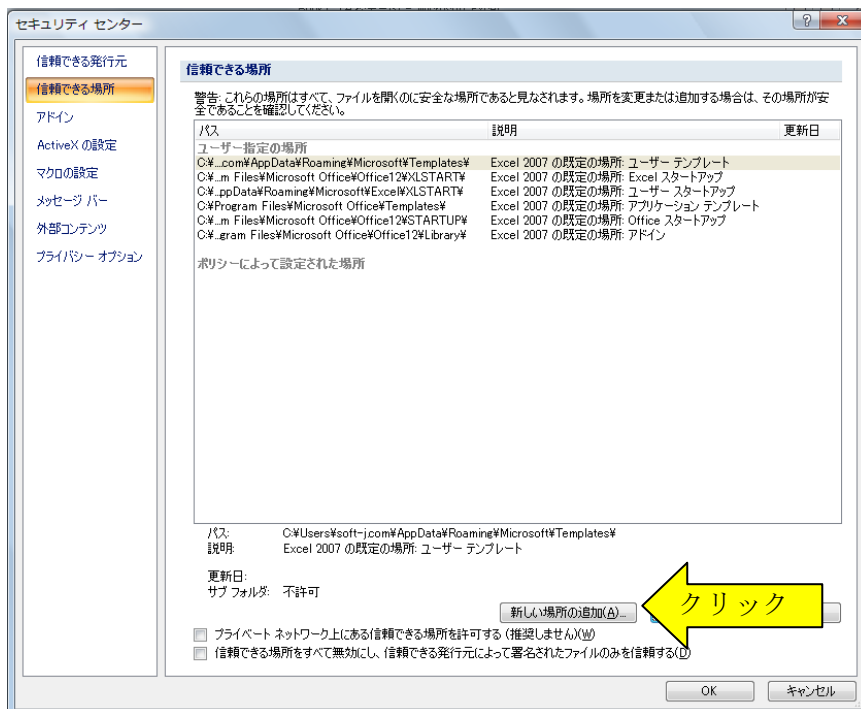 セキュリティ センター
信頼できる発行元
信頼できる場所
アドイン
ActiveX の設定
マクロの設定
メッセージ バー
外部コンテンツ
プライバシー オプション
信頼できる場所
警告: これらの場所はすべて、ファイルを開くのに安全な場所であると見なされます。場所を変更または追加する場合は、その場所が安
全であることを確認してください。
パス 説明 更新日
ユーザー指定の場所
C:¥...com¥AppData¥Roaming¥Microsoft¥Templates¥ Excel 2007 の既定の場所: ユーザー テンプレート
C:¥...m Files¥Microsoft Office¥Office12¥XLSTART¥ Excel 2007 の既定の場所: Excel スタートアップ
C:¥...ppData¥Roaming¥Microsoft¥Excel¥XLSTART¥ Excel 2007 の既定の場所: ユーザー スタートアップ
C:¥Program Files¥Microsoft Office¥Templates¥ Excel 2007 の既定の場所: アプリケーション テンプレート
C:¥...m Files¥Microsoft Office¥Office12¥STARTUP¥ Excel 2007 の既定の場所: Office スタートアップ
C:¥...gram Files¥Microsoft Office¥Office12¥Library¥ Excel 2007 の既定の場所: アドイン
ポリシーによって設定された場所
パス: C:¥Users¥soft-j.com¥AppData¥Roaming¥Microsoft¥Templates¥
説明: Excel 2007 の既定の場所: ユーザー テンプレート
更新日:
サブ フォルダ: 不許可
新しい場所の追加(A)...
クリック
プライベート ネットワーク上にある信頼できる場所を許可する (推奨しません)(W)
信頼できる場所をすべて無効にし、信頼できる発行元によって署名されたファイルのみを信頼する(D)
OK キャンセル